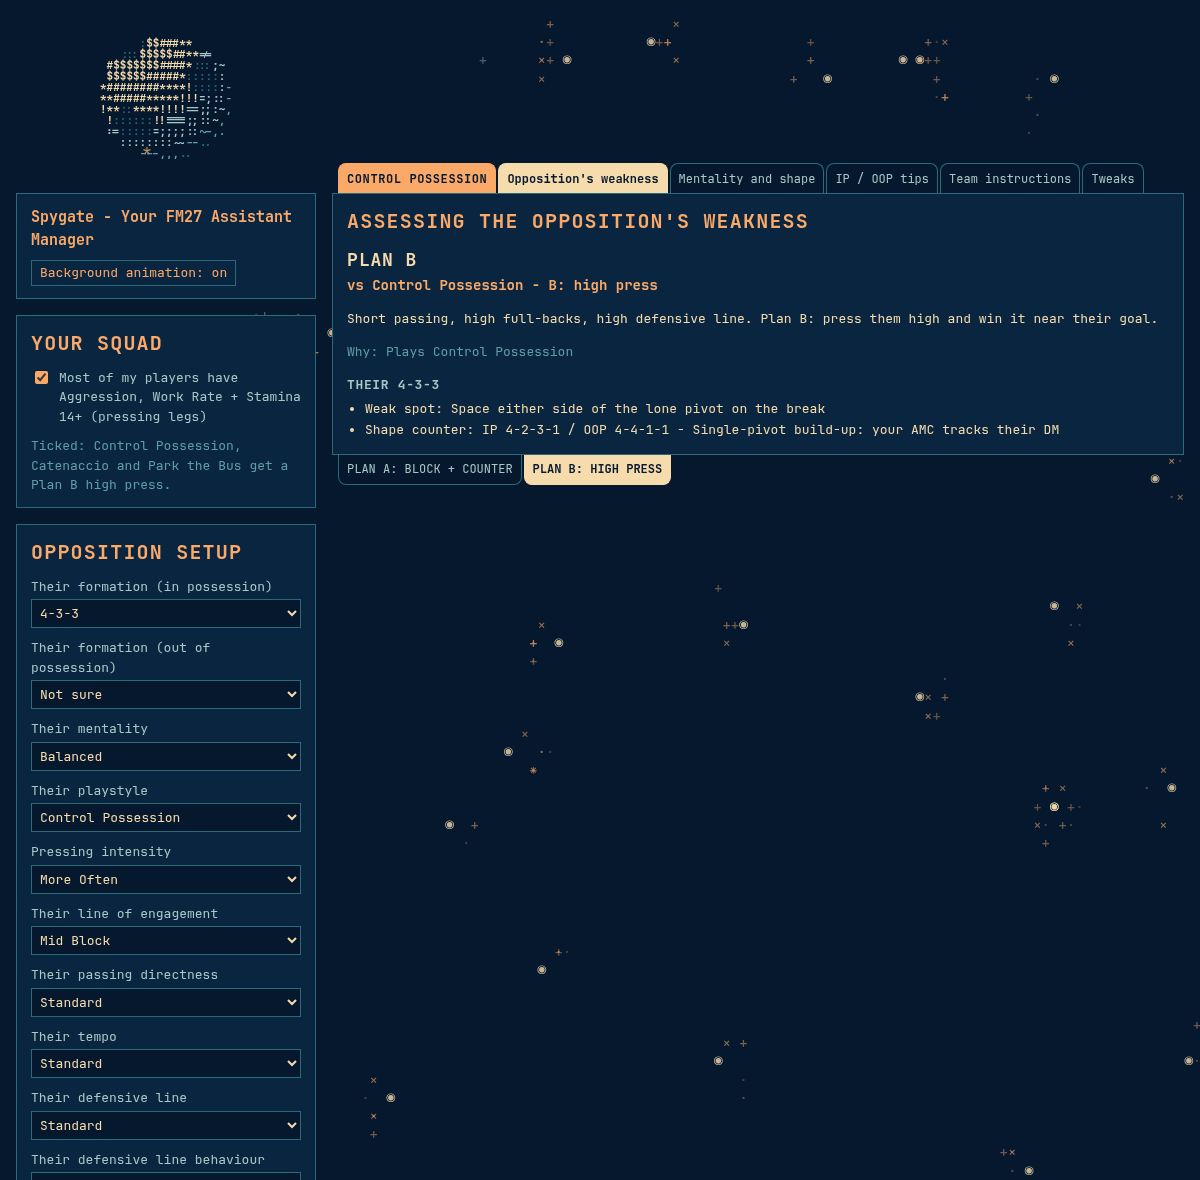 Spygate - Your FM27 Assistant
Manager
Background animation: on
YOUR SQUAD
Most of my players have
Aggression, Work Rate + Stamina
14+ (pressing legs)
Ticked: Control Possession,
Catenaccio and Park the Bus get a
Plan B high press.
OPPOSITION SETUP
Their formation (in possession)
4-3-3
Their formation (out of
possession)
Not sure
Their mentality
Balanced
Their playstyle
Control Possession
Pressing intensity
More Often
Their line of engagement
Mid Block
Their passing directness
Standard
Their tempo
Standard
Their defensive line
Standard
Their defensive line behaviour
CONTROL POSSESSION
Opposition's weakness
Mentality and shape
IP / OOP tips
Team instructions
Tweaks
ASSESSING THE OPPOSITION'S WEAKNESS
PLAN B
vs Control Possession - B: high press
Short passing, high full-backs, high defensive line. Plan B: press them high and win it near their goal.
Why: Plays Control Possession
THEIR 4-3-3
• Weak spot: Space either side of the lone pivot on the break
• Shape counter: IP 4-2-3-1 / OOP 4-4-1-1 - Single-pivot build-up: your AMC tracks their DM
PLAN A: BLOCK + COUNTER
PLAN B: HIGH PRESS